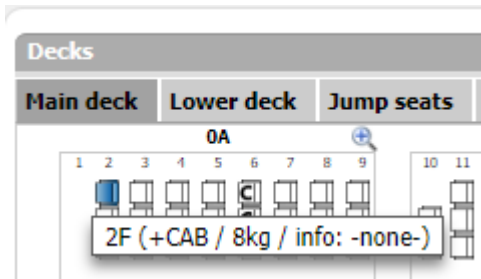 Decks
Main deck Lower deck Jump seats
0A
1 2 3 4 5 6 7 8 9 10 11
C
2F (+CAB / 8kg / info: -none-)